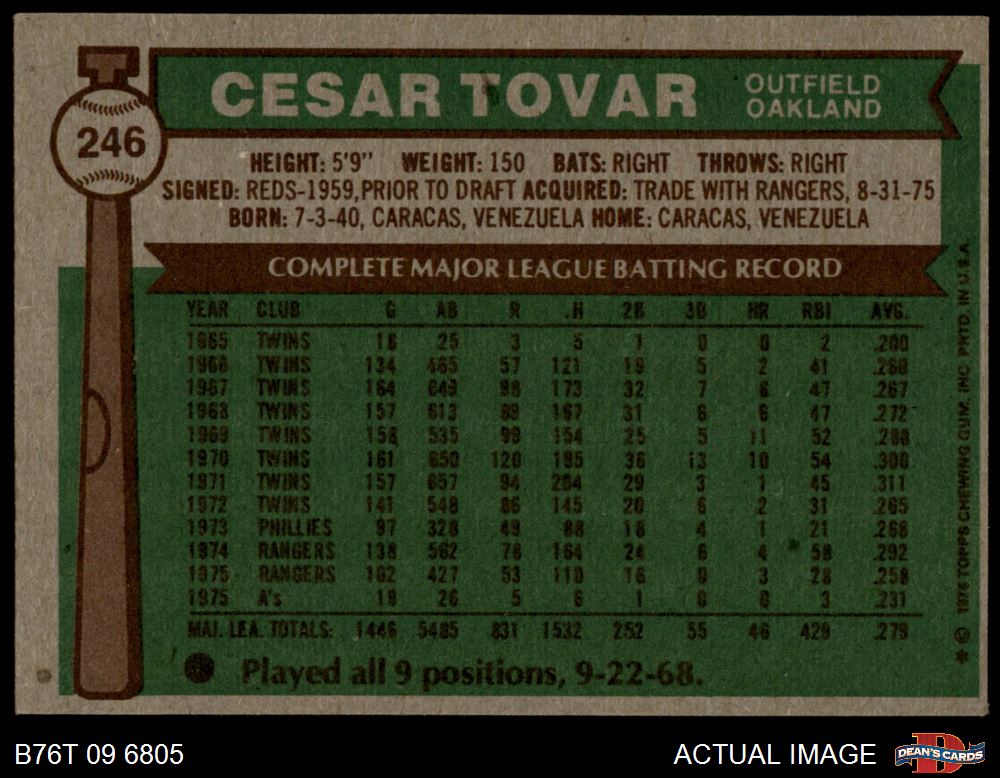 246
CESAR TOVAR
OUTFIELD
OAKLAND
HEIGHT: 5'9" WEIGHT: 150 BATS: RIGHT THROWS: RIGHT
SIGNED: REDS-1959, PRIOR TO DRAFT ACQUIRED: TRADE WITH RANGERS, 8-31-75
BORN: 7-3-40, CARACAS, VENEZUELA HOME: CARACAS, VENEZUELA
COMPLETE MAJOR LEAGUE BATTING RECORD
YEAR CLUB G AB R H 2B 3B HR RBI AVG.
1965 TWINS 18 25 3 5 1 0 0 2 .200
1966 TWINS 134 465 57 121 19 5 2 41 .260
1967 TWINS 164 649 98 173 32 7 6 47 .267
1968 TWINS 157 613 89 167 31 6 6 47 .272
1969 TWINS 158 535 99 154 25 5 11 52 .288
1970 TWINS 161 650 120 195 36 13 10 54 .300
1971 TWINS 157 657 94 204 29 3 1 45 .311
1972 TWINS 141 548 86 145 20 6 2 31 .265
1973 PHILLIES 97 328 49 88 18 4 1 21 .268
1974 RANGERS 138 562 78 164 24 6 4 58 .292
1975 RANGERS 102 427 53 110 16 0 3 28 .258
1975 A's 19 26 5 6 1 0 0 3 .231
MAJ. LEA. TOTALS: 1446 5485 831 1532 252 55 46 429 .279
Played all 9 positions, 9-22-68.
* © 1976 TOPPS CHEWING GUM, INC PRTD. IN U.S.A.
B76T 09 6805
ACTUAL IMAGE
DEAN'S CARDS